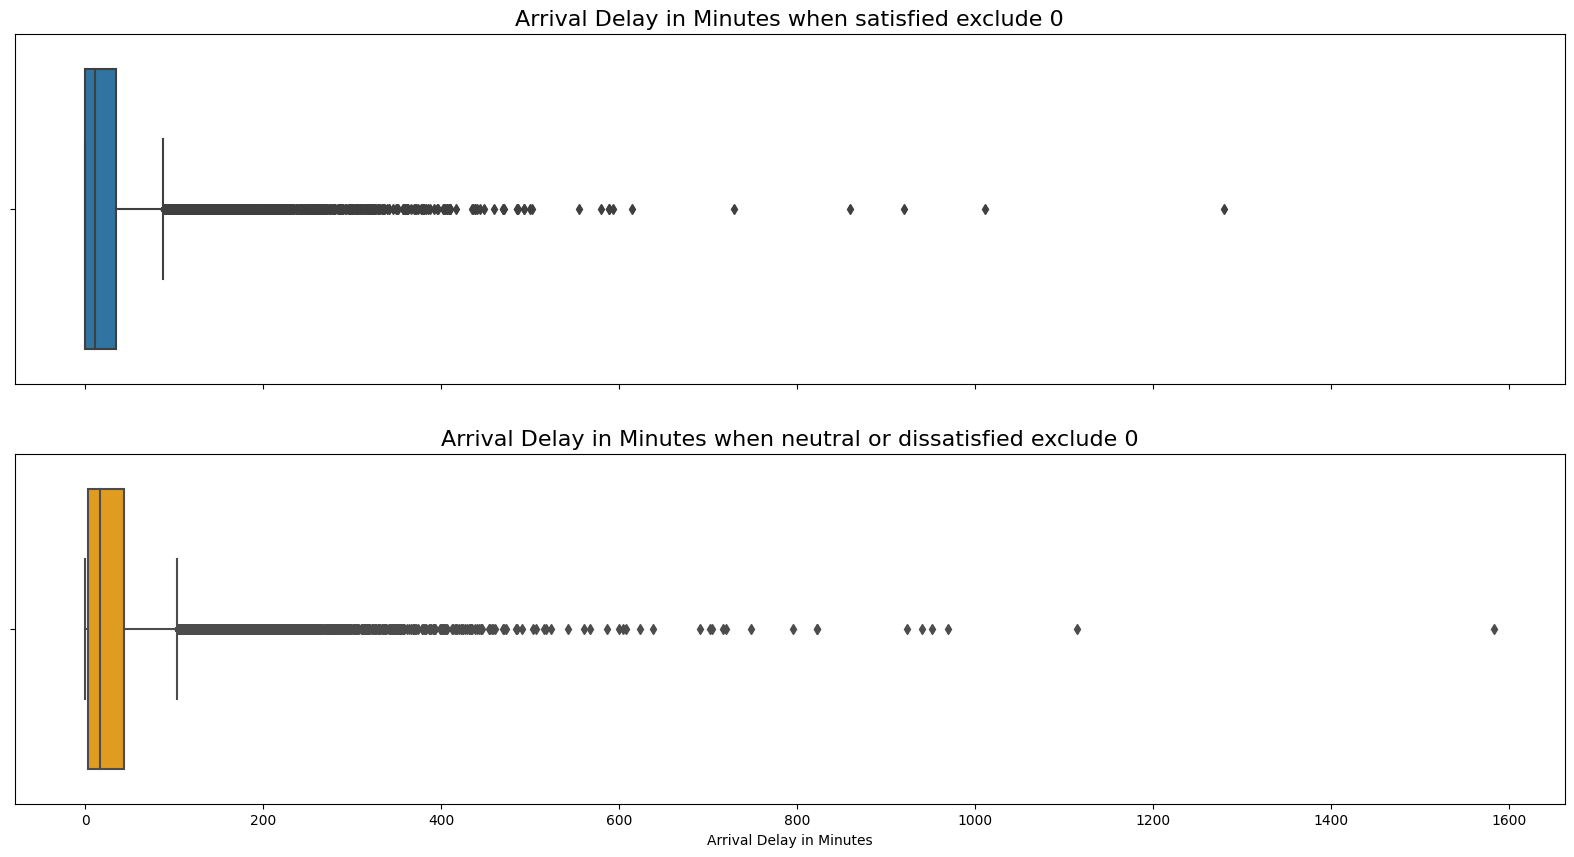 Arrival Delay in Minutes when satisfied exclude 0
Arrival Delay in Minutes when neutral or dissatisfied exclude 0
0 200 400 600 800 1000 1200 1400 1600
Arrival Delay in Minutes